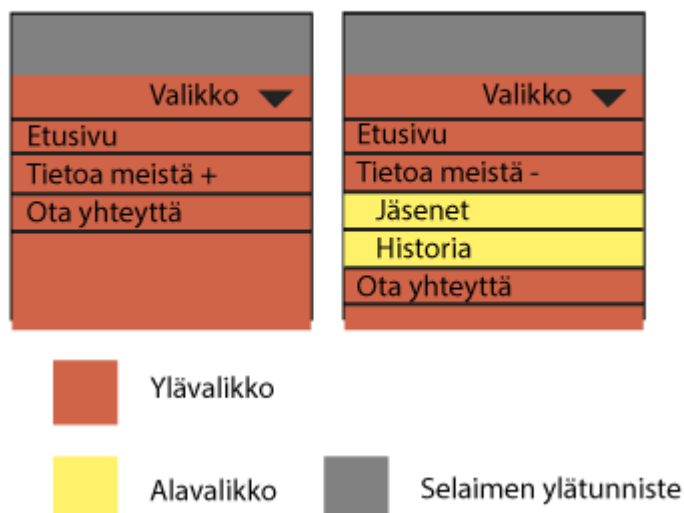 Valikko
Etusivu
Tietoa meistä +
Ota yhteyttä
Valikko
Etusivu
Tietoa meistä -
Jäsenet
Historia
Ota yhteyttä
Ylävalikko
Alavalikko
Selaimen ylätunniste